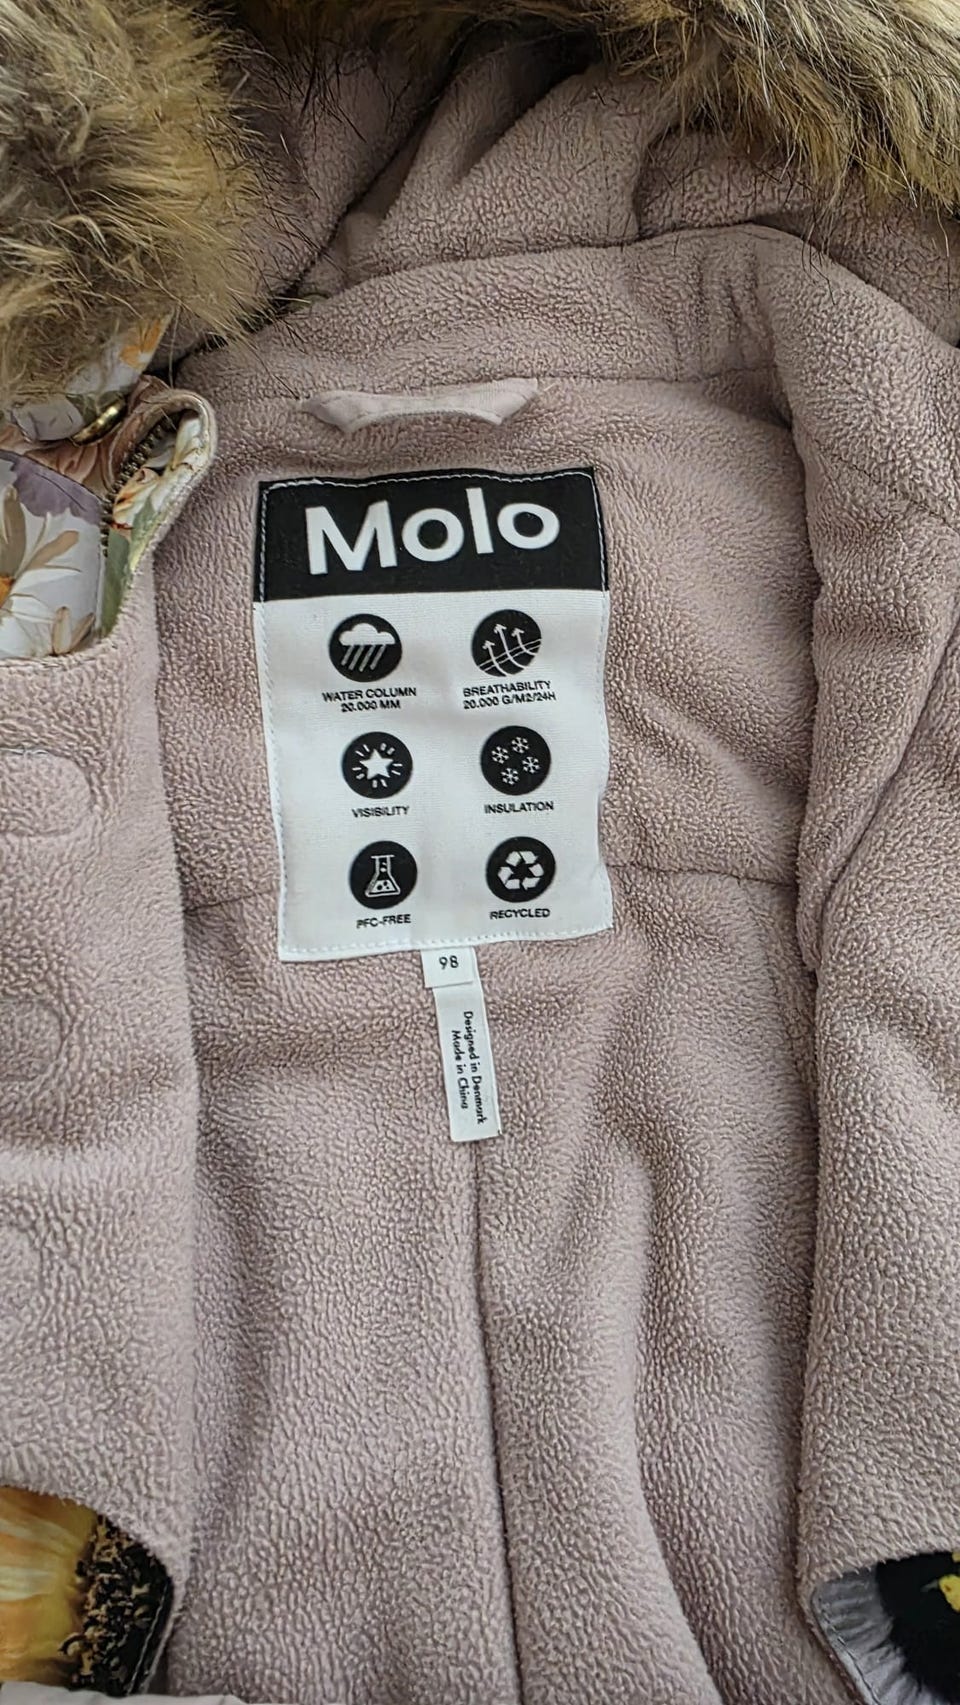 Molo
WATER COLUMN
20.000 MM
BREATHABILITY
20.000 G/M2/24H
VISIBILITY
INSULATION
PFC-FREE
RECYCLED
98
Designed in Denmark
Made in China